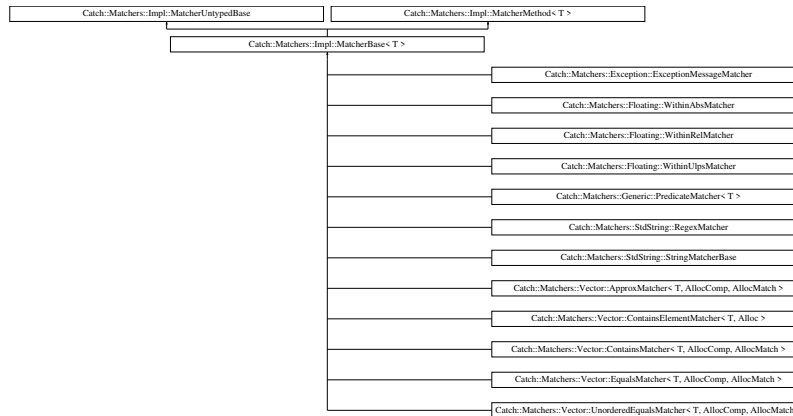 Catch::Matchers::Impl::MatcherUntypedBase
Catch::Matchers::Impl::MatcherMethod< T >
Catch::Matchers::Impl::MatcherBase< T >
Catch::Matchers::Exception::ExceptionMessageMatcher
Catch::Matchers::Floating::WithinAbsMatcher
Catch::Matchers::Floating::WithinRelMatcher
Catch::Matchers::Floating::WithinUlpsMatcher
Catch::Matchers::Generic::PredicateMatcher< T >
Catch::Matchers::StdString::RegexMatcher
Catch::Matchers::StdString::StringMatcherBase
Catch::Matchers::Vector::ApproxMatcher< T, AllocComp, AllocMatch >
Catch::Matchers::Vector::ContainsElementMatcher< T, Alloc >
Catch::Matchers::Vector::ContainsMatcher< T, AllocComp, AllocMatch >
Catch::Matchers::Vector::EqualsMatcher< T, AllocComp, AllocMatch >
Catch::Matchers::Vector::UnorderedEqualsMatcher< T, AllocComp, AllocMatch